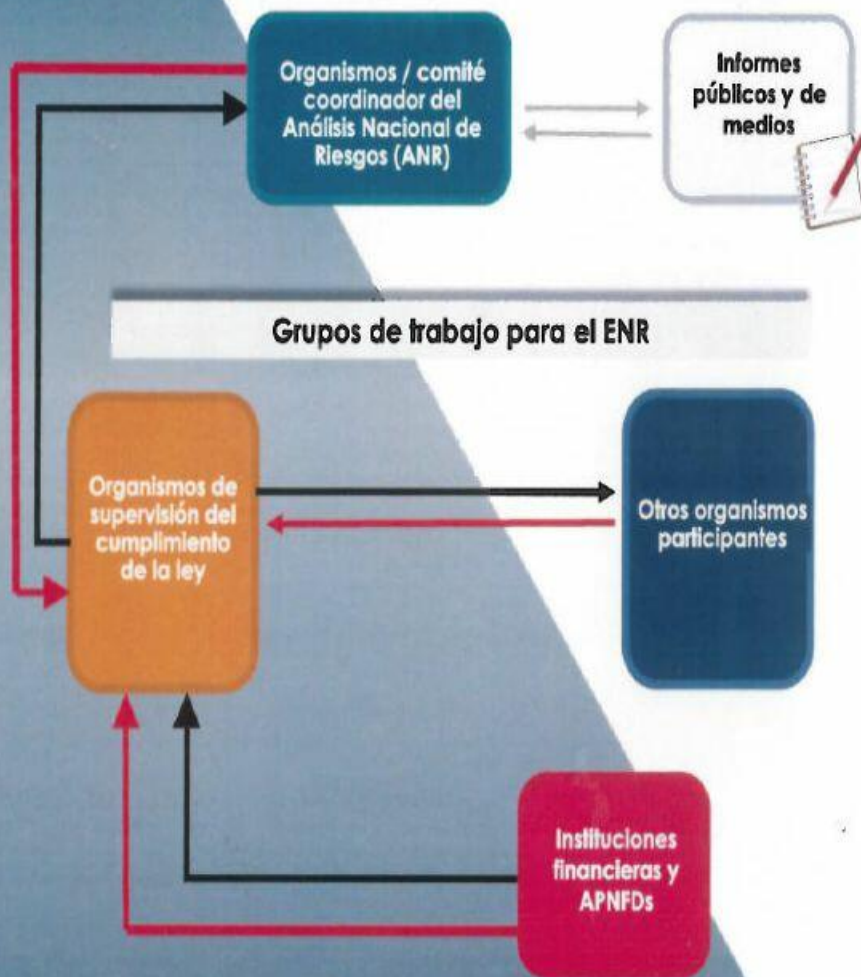 Organismos / comité
coordinador del
Análisis Nacional de
Riesgos (ANR)
Informes
públicos y de
medios
Grupos de trabajo para el ENR
Organismos de
supervisión del
cumplimiento
de la ley
Otros organismos
participantes
Instituciones
financieras y
APNFDs